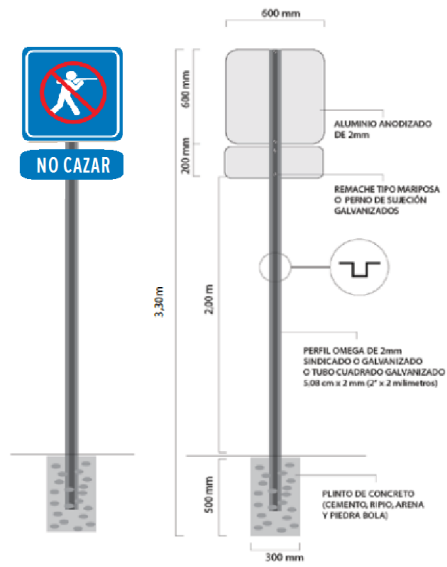 600 mm
600 mm
ALUMINIO ANODIZADO
DE 2mm
NO CAZAR
200 mm
REMACHE TIPO MARIPOSA
O PERNO DE SUJECIÓN
GALVANIZADOS
3,30 m
2,00 m
PERFIL OMEGA DE 2mm
SINDICADO O GALVANIZADO
O TUBO CUADRADO GALVANIZADO
5.08 cm x 2 mm (2" x 2 milímetros)
500 mm
PLINTO DE CONCRETO
(CEMENTO, RIPIO, ARENA
Y PIEDRA BOLA)
300 mm